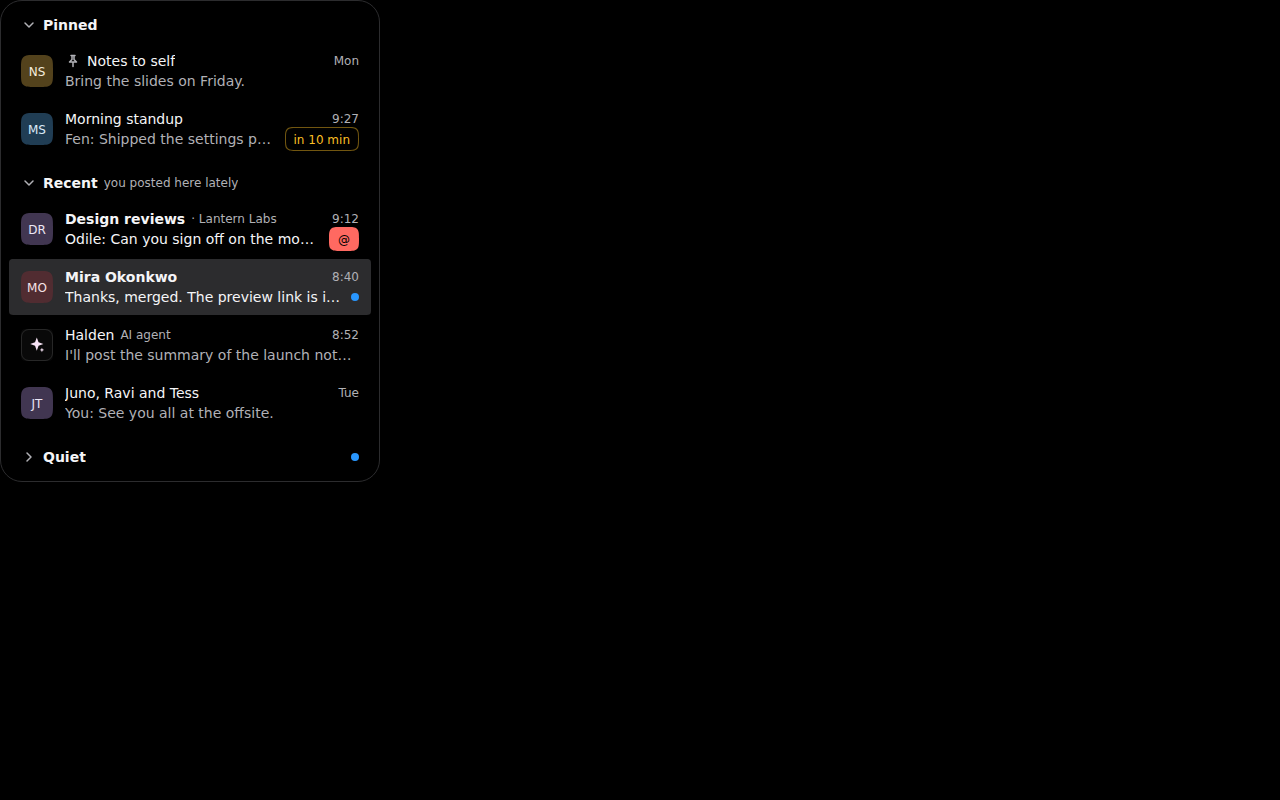 Pinned
NS
Notes to self
Mon
Bring the slides on Friday.
MS
Morning standup
9:27
Fen: Shipped the settings p…
in 10 min
Recent you posted here lately
DR
Design reviews · Lantern Labs
9:12
Odile: Can you sign off on the mo…
@
MO
Mira Okonkwo
8:40
Thanks, merged. The preview link is i…
Halden AI agent
8:52
I'll post the summary of the launch not…
JT
Juno, Ravi and Tess
Tue
You: See you all at the offsite.
Quiet